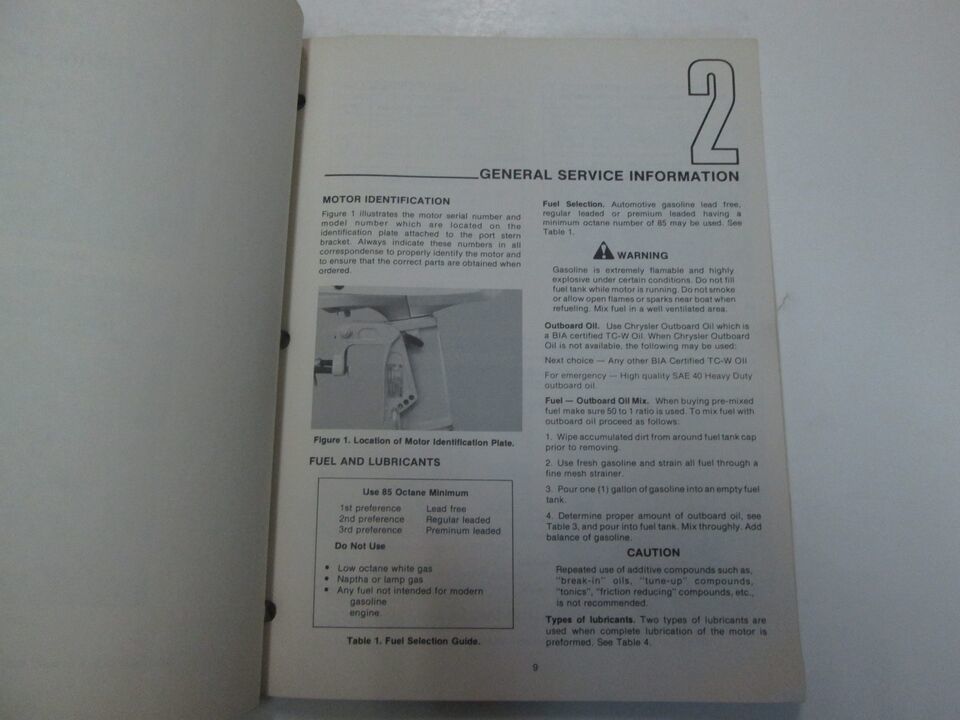 2
GENERAL SERVICE INFORMATION
MOTOR IDENTIFICATION
Figure 1 illustrates the motor serial number and
model number which are located on the
identification plate attached to the port stern
bracket. Always indicate these numbers in all
correspondense to properly identify the motor and
to ensure that the correct parts are obtained when
ordered.
Figure 1. Location of Motor Identification Plate.
FUEL AND LUBRICANTS
Use 85 Octane Minimum
1st preference Lead free
2nd preference Regular leaded
3rd preference Preminum leaded
Do Not Use
• Low octane white gas
• Naptha or lamp gas
• Any fuel not intended for modern
gasoline
engine.
Table 1. Fuel Selection Guide.
Fuel Selection. Automotive gasoline lead free,
regular leaded or premium leaded having a
minimum octane number of 85 may be used. See
Table 1.
WARNING
Gasoline is extremely flamable and highly
explosive under certain conditions. Do not fill
fuel tank while motor is running. Do not smoke
or allow open flames or sparks near boat when
refueling. Mix fuel in a well ventilated area.
Outboard Oil. Use Chrysler Outboard Oil which is
a BIA certified TC-W Oil. When Chrysler Outboard
Oil is not available, the following may be used:
Next choice — Any other BIA Certified TC-W Oil
For emergency — High quality SAE 40 Heavy Duty
outboard oil.
Fuel — Outboard Oil Mix. When buying pre-mixed
fuel make sure 50 to 1 ratio is used. To mix fuel with
outboard oil proceed as follows:
1. Wipe accumulated dirt from around fuel tank cap
prior to removing.
2. Use fresh gasoline and strain all fuel through a
fine mesh strainer.
3. Pour one (1) gallon of gasoline into an empty fuel
tank.
4. Determine proper amount of outboard oil, see
Table 3, and pour into fuel tank. Mix throughly. Add
balance of gasoline.
CAUTION
Repeated use of additive compounds such as,
"break-in" oils, "tune-up" compounds,
"tonics", "friction reducing" compounds, etc.,
is not recommended.
Types of lubricants. Two types of lubricants are
used when complete lubrication of the motor is
preformed. See Table 4.
9